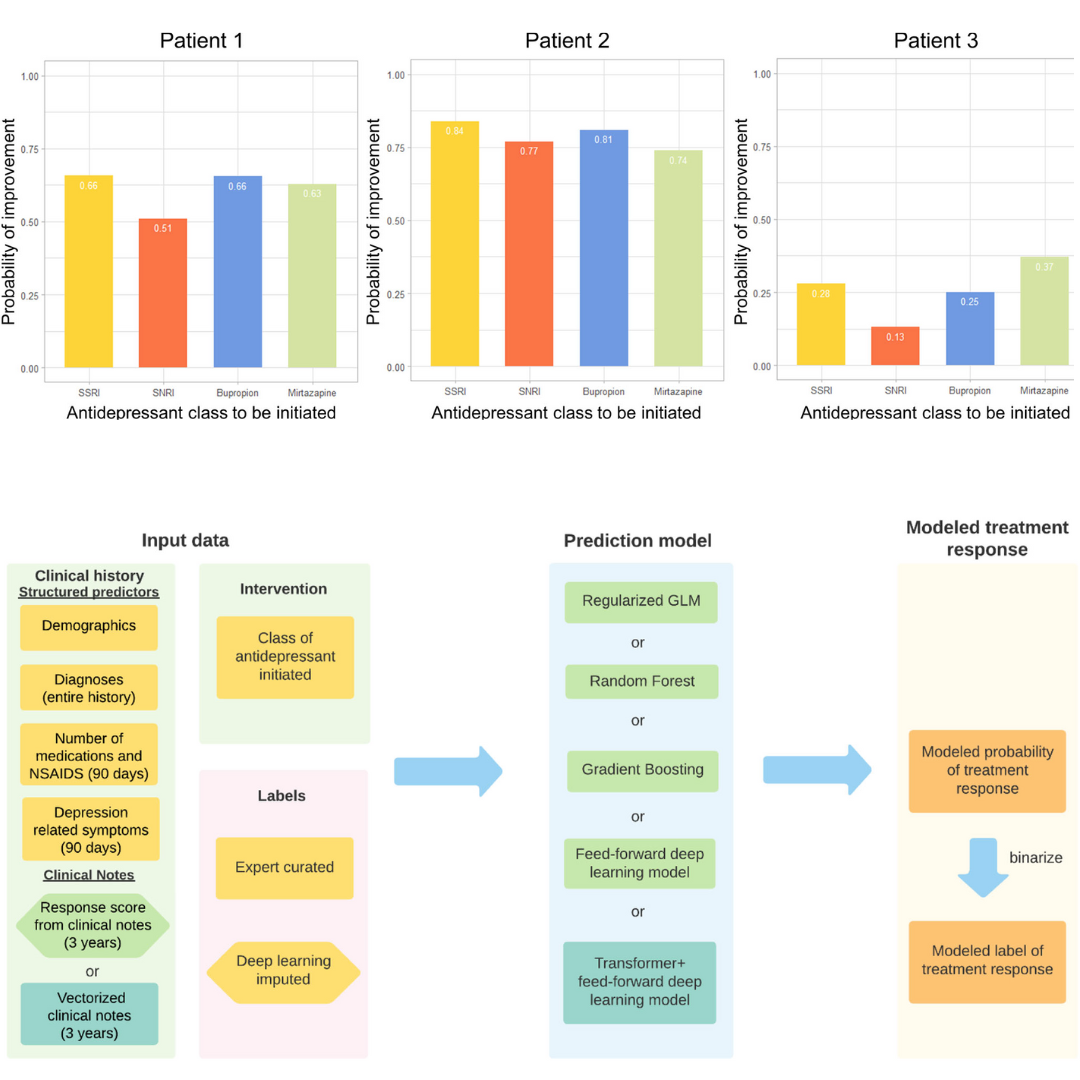 Patient 1
Probability of improvement
1.00
0.75
0.50
0.25
0.00
0.66
0.51
0.66
0.63
SSRI
SNRI
Bupropion
Mirtazapine
Antidepressant class to be initiated
Patient 2
Probability of improvement
1.00
0.75
0.50
0.25
0.00
0.84
0.77
0.81
0.74
SSRI
SNRI
Bupropion
Mirtazapine
Antidepressant class to be initiated
Patient 3
Probability of improvement
1.00
0.75
0.50
0.25
0.00
0.28
0.13
0.25
0.37
SSRI
SNRI
Bupropion
Mirtazapine
Antidepressant class to be initiated
Input data
Clinical history
Structured predictors
Demographics
Diagnoses
(entire history)
Number of
medications and
NSAIDS (90 days)
Depression
related symptoms
(90 days)
Clinical Notes
Response score
from clinical notes
(3 years)
or
Vectorized
clinical notes
(3 years)
Intervention
Class of
antidepressant
initiated
Labels
Expert curated
Deep learning
imputed
Prediction model
Regularized GLM
or
Random Forest
or
Gradient Boosting
or
Feed-forward deep
learning model
or
Transformer+
feed-forward deep
learning model
Modeled treatment
response
Modeled probability
of treatment
response
binarize
Modeled label of
treatment response